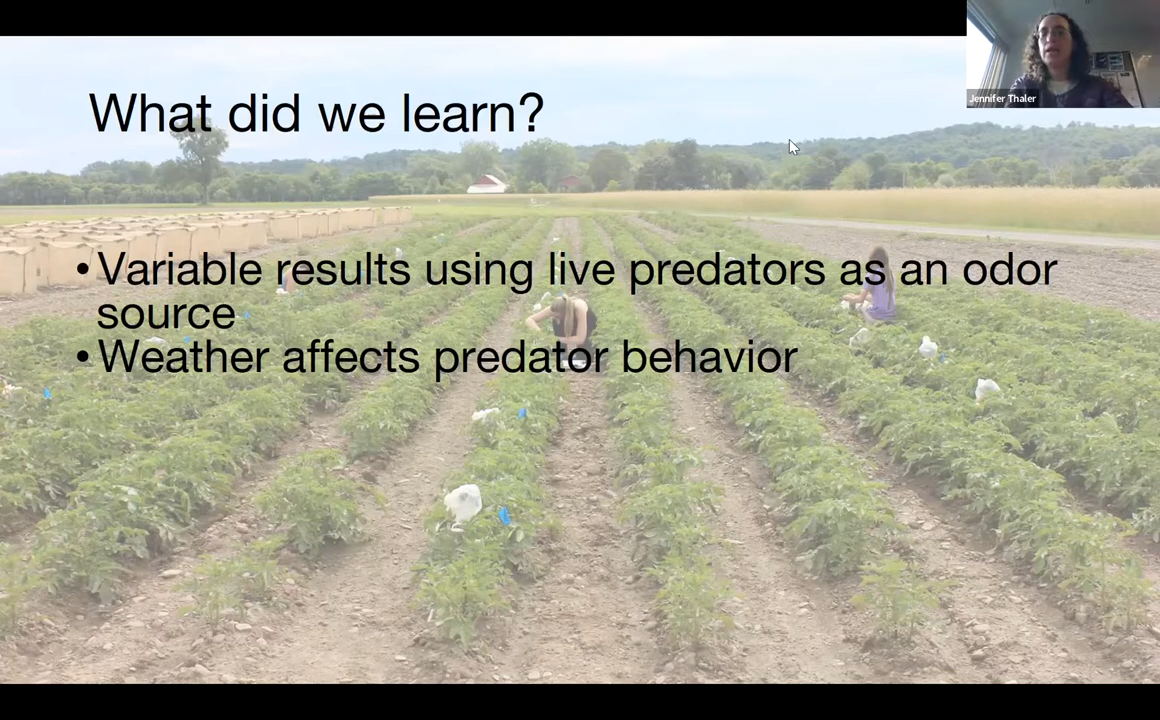 Jennifer Thaler
What did we learn?
•Variable results using live predators as an odor
source
•Weather affects predator behavior